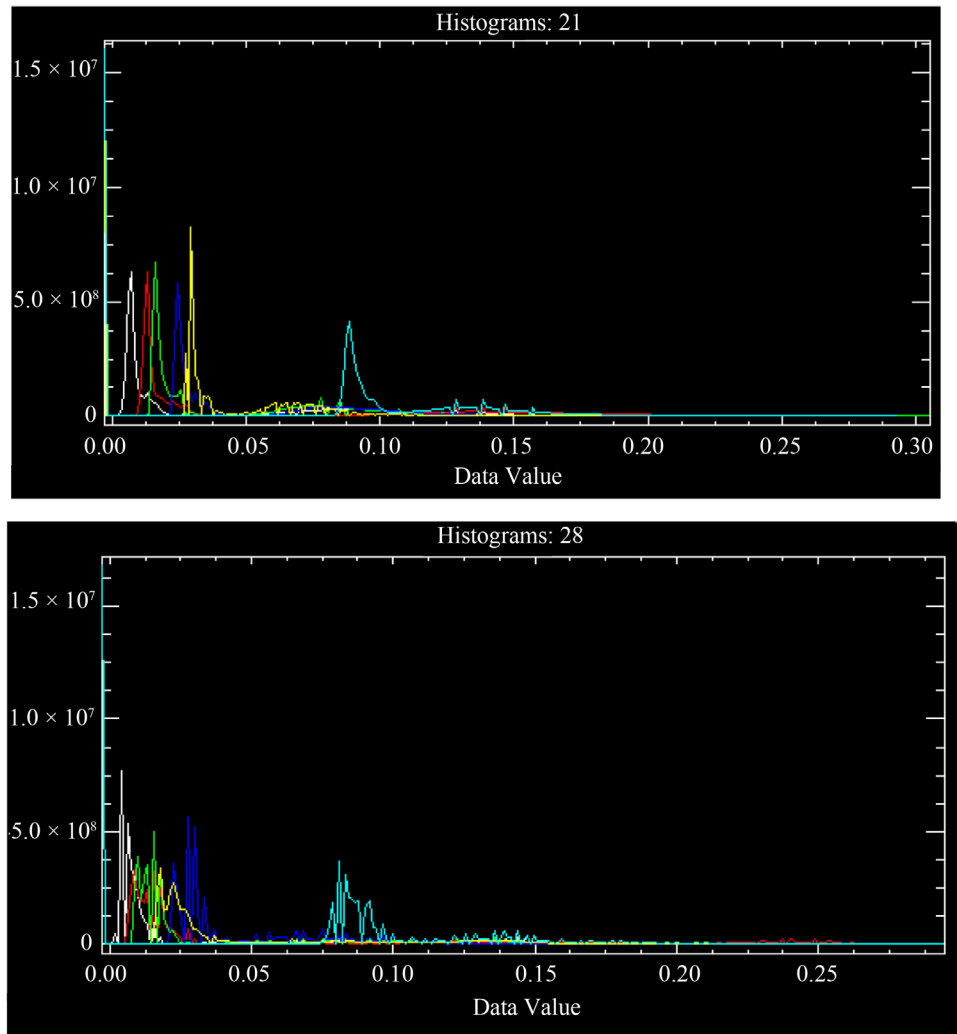 Histograms: 21
1.5 × 10⁷
1.0 × 10⁷
5.0 × 10⁸
0
0.00 0.05 0.10 0.15 0.20 0.25 0.30
Data Value
Histograms: 28
1.5 × 10⁷
1.0 × 10⁷
5.0 × 10⁸
0
0.00 0.05 0.10 0.15 0.20 0.25
Data Value